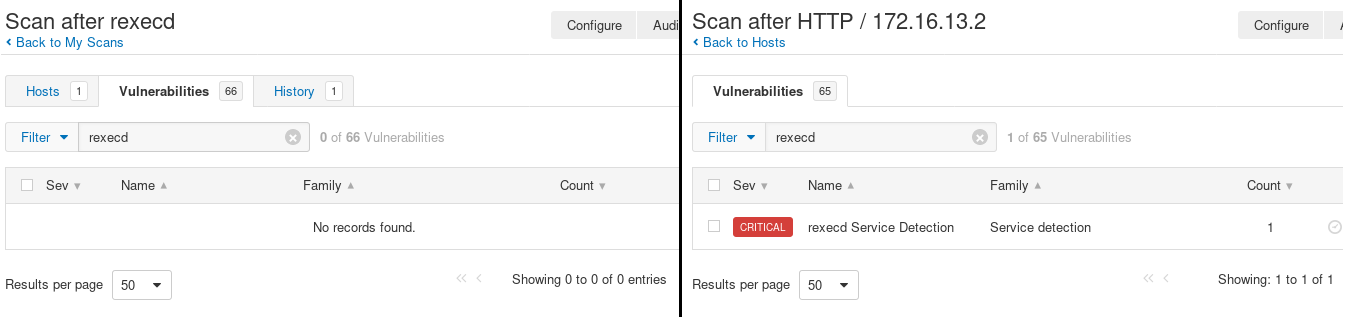 Scan after rexecd
Configure Audi
Back to My Scans
Hosts 1 Vulnerabilities 66 History 1
Filter rexecd 0 of 66 Vulnerabilities
Sev Name Family Count
No records found.
Results per page 50 Showing 0 to 0 of 0 entries
Scan after HTTP / 172.16.13.2
Configure
Back to Hosts
Vulnerabilities 65
Filter rexecd 1 of 65 Vulnerabilities
Sev Name Family Count
CRITICAL rexecd Service Detection Service detection 1
Results per page 50 Showing: 1 to 1 of 1